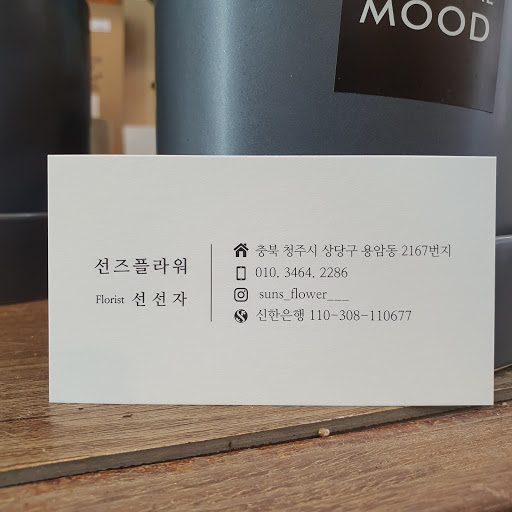 MOOD
선즈플라워
Florist 선선자
충북 청주시 상당구 용암동 2167번지
010. 3464. 2286
suns_flower___
신한은행 110-308-110677